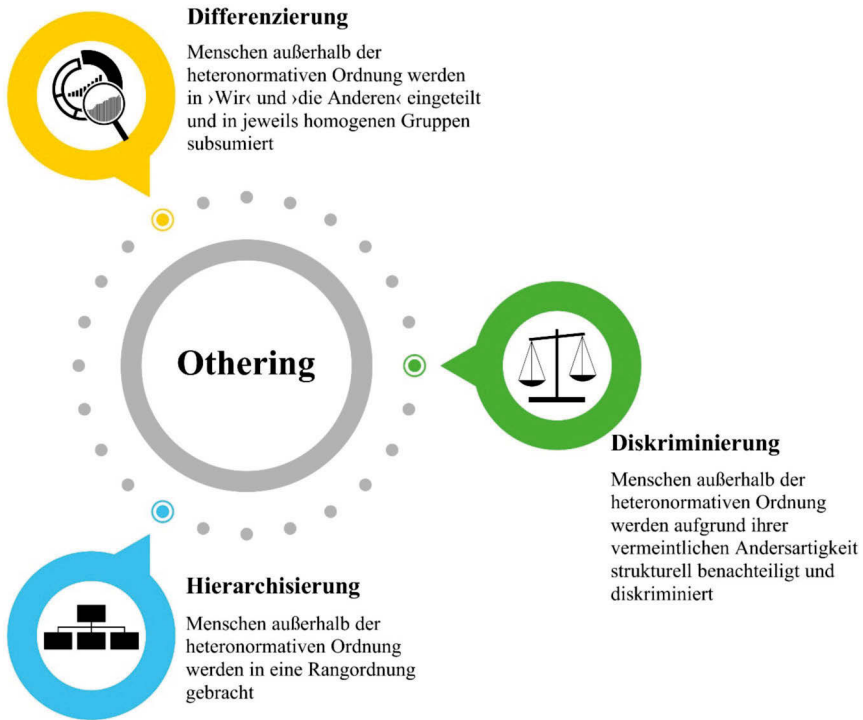 Differenzierung
Menschen außerhalb der
heteronormativen Ordnung werden
in ›Wir‹ und ›die Anderen‹ eingeteilt
und in jeweils homogenen Gruppen
subsumiert
Othering
Diskriminierung
Menschen außerhalb der
heteronormativen Ordnung
werden aufgrund ihrer
vermeintlichen Andersartigkeit
strukturell benachteiligt und
diskriminiert
Hierarchisierung
Menschen außerhalb der
heteronormativen Ordnung
werden in eine Rangordnung
gebracht